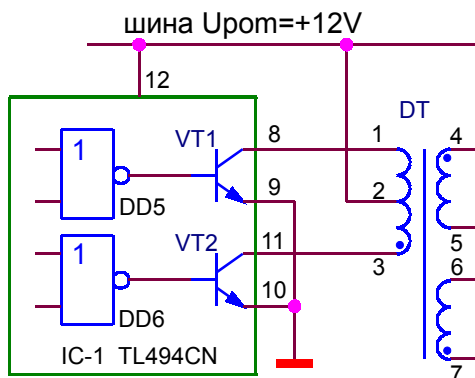 шина Upom=+12V
12
DT
1
VT1
8
1
4
9
2
DD5
5
1
VT2
11
3
6
10
DD6
IC-1 TL494CN
7